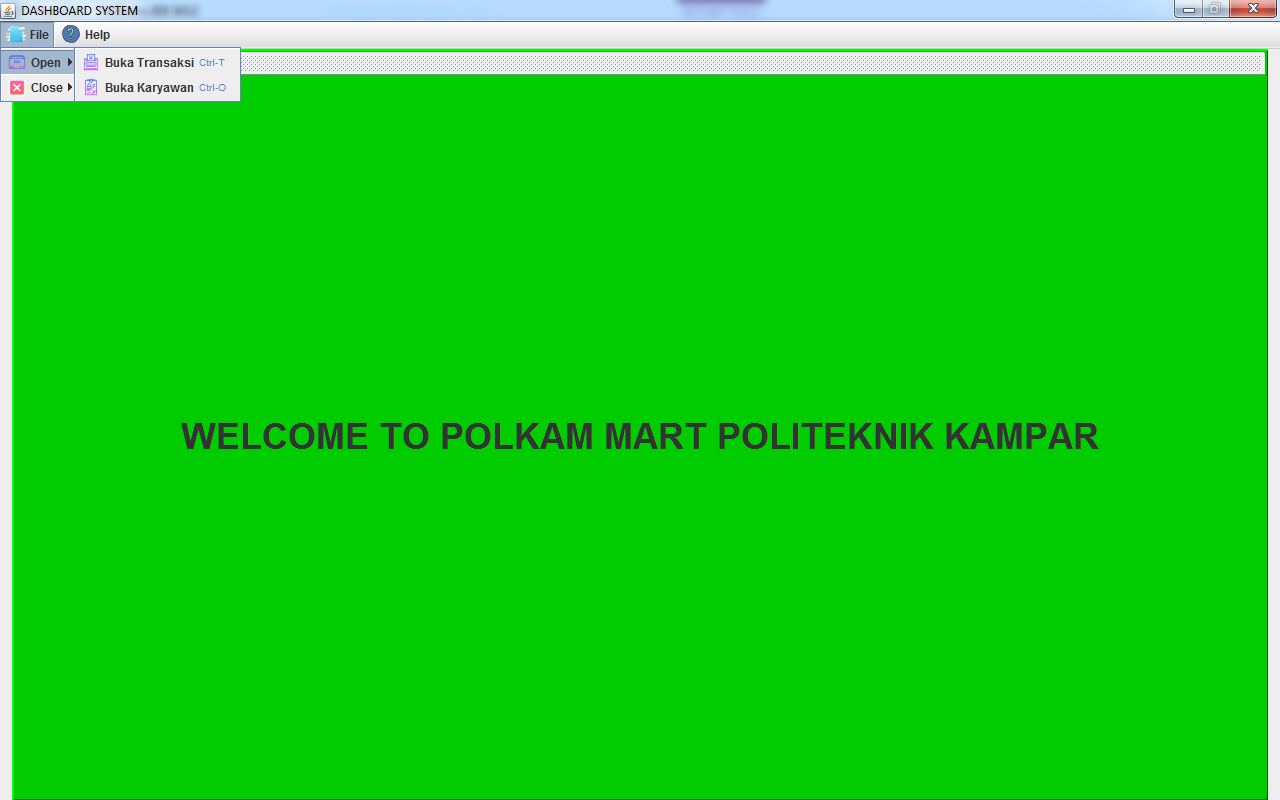 DASHBOARD SYSTEM
File Help
Open Buka Transaksi Ctrl-T
Close Buka Karyawan Ctrl-O
WELCOME TO POLKAM MART POLITEKNIK KAMPAR